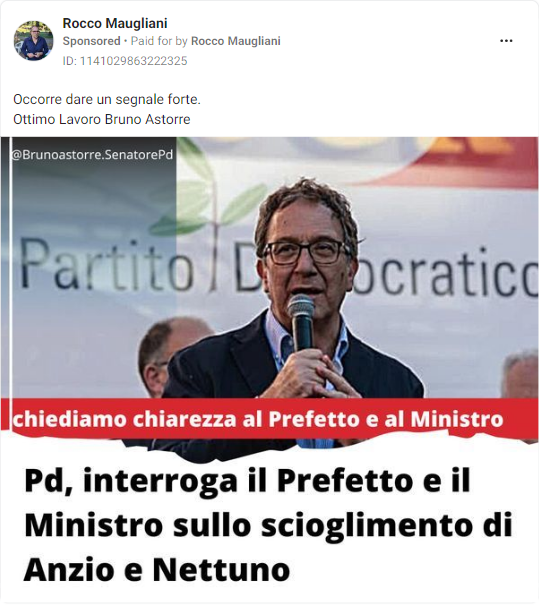 Rocco Maugliani
Sponsored • Paid for by Rocco Maugliani
ID: 1141029863222325
Occorre dare un segnale forte.
Ottimo Lavoro Bruno Astorre
@Brunoastorre.SenatorePd
Partito D ocratico
chiediamo chiarezza al Prefetto e al Ministro
Pd, interroga il Prefetto e il
Ministro sullo scioglimento di
Anzio e Nettuno